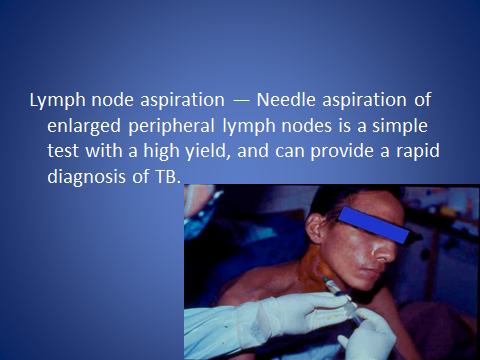 Lymph node aspiration — Needle aspiration of
enlarged peripheral lymph nodes is a simple
test with a high yield, and can provide a rapid
diagnosis of TB.